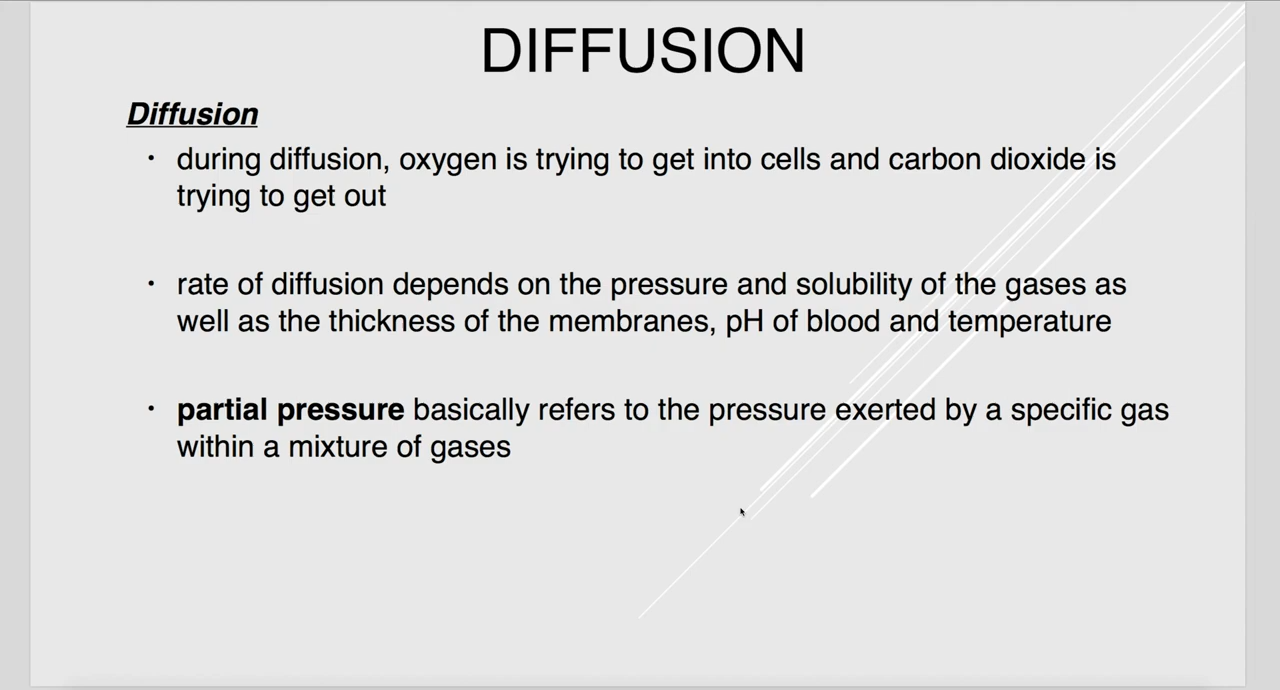 DIFFUSION
Diffusion
• during diffusion, oxygen is trying to get into cells and carbon dioxide is
trying to get out
• rate of diffusion depends on the pressure and solubility of the gases as
well as the thickness of the membranes, pH of blood and temperature
• partial pressure basically refers to the pressure exerted by a specific gas
within a mixture of gases